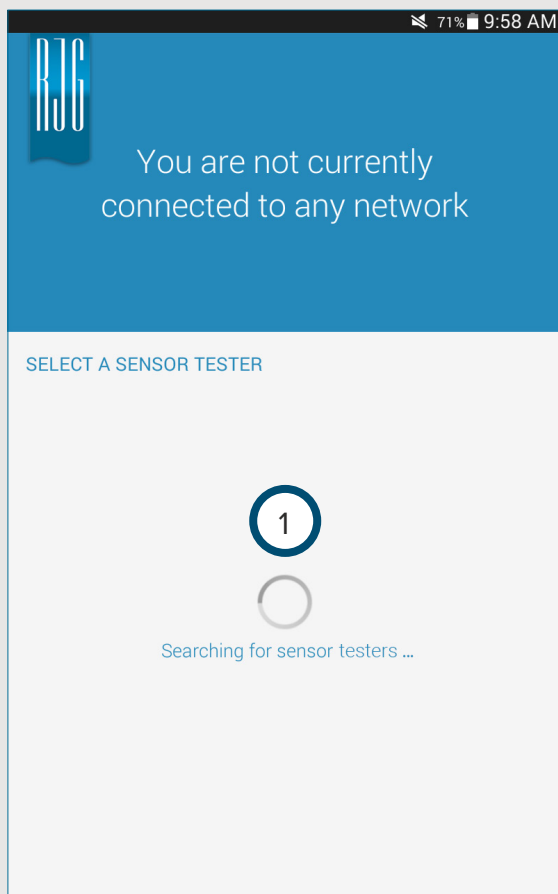 71% 9:58 AM
RJG
You are not currently
connected to any network
SELECT A SENSOR TESTER
1
Searching for sensor testers ...